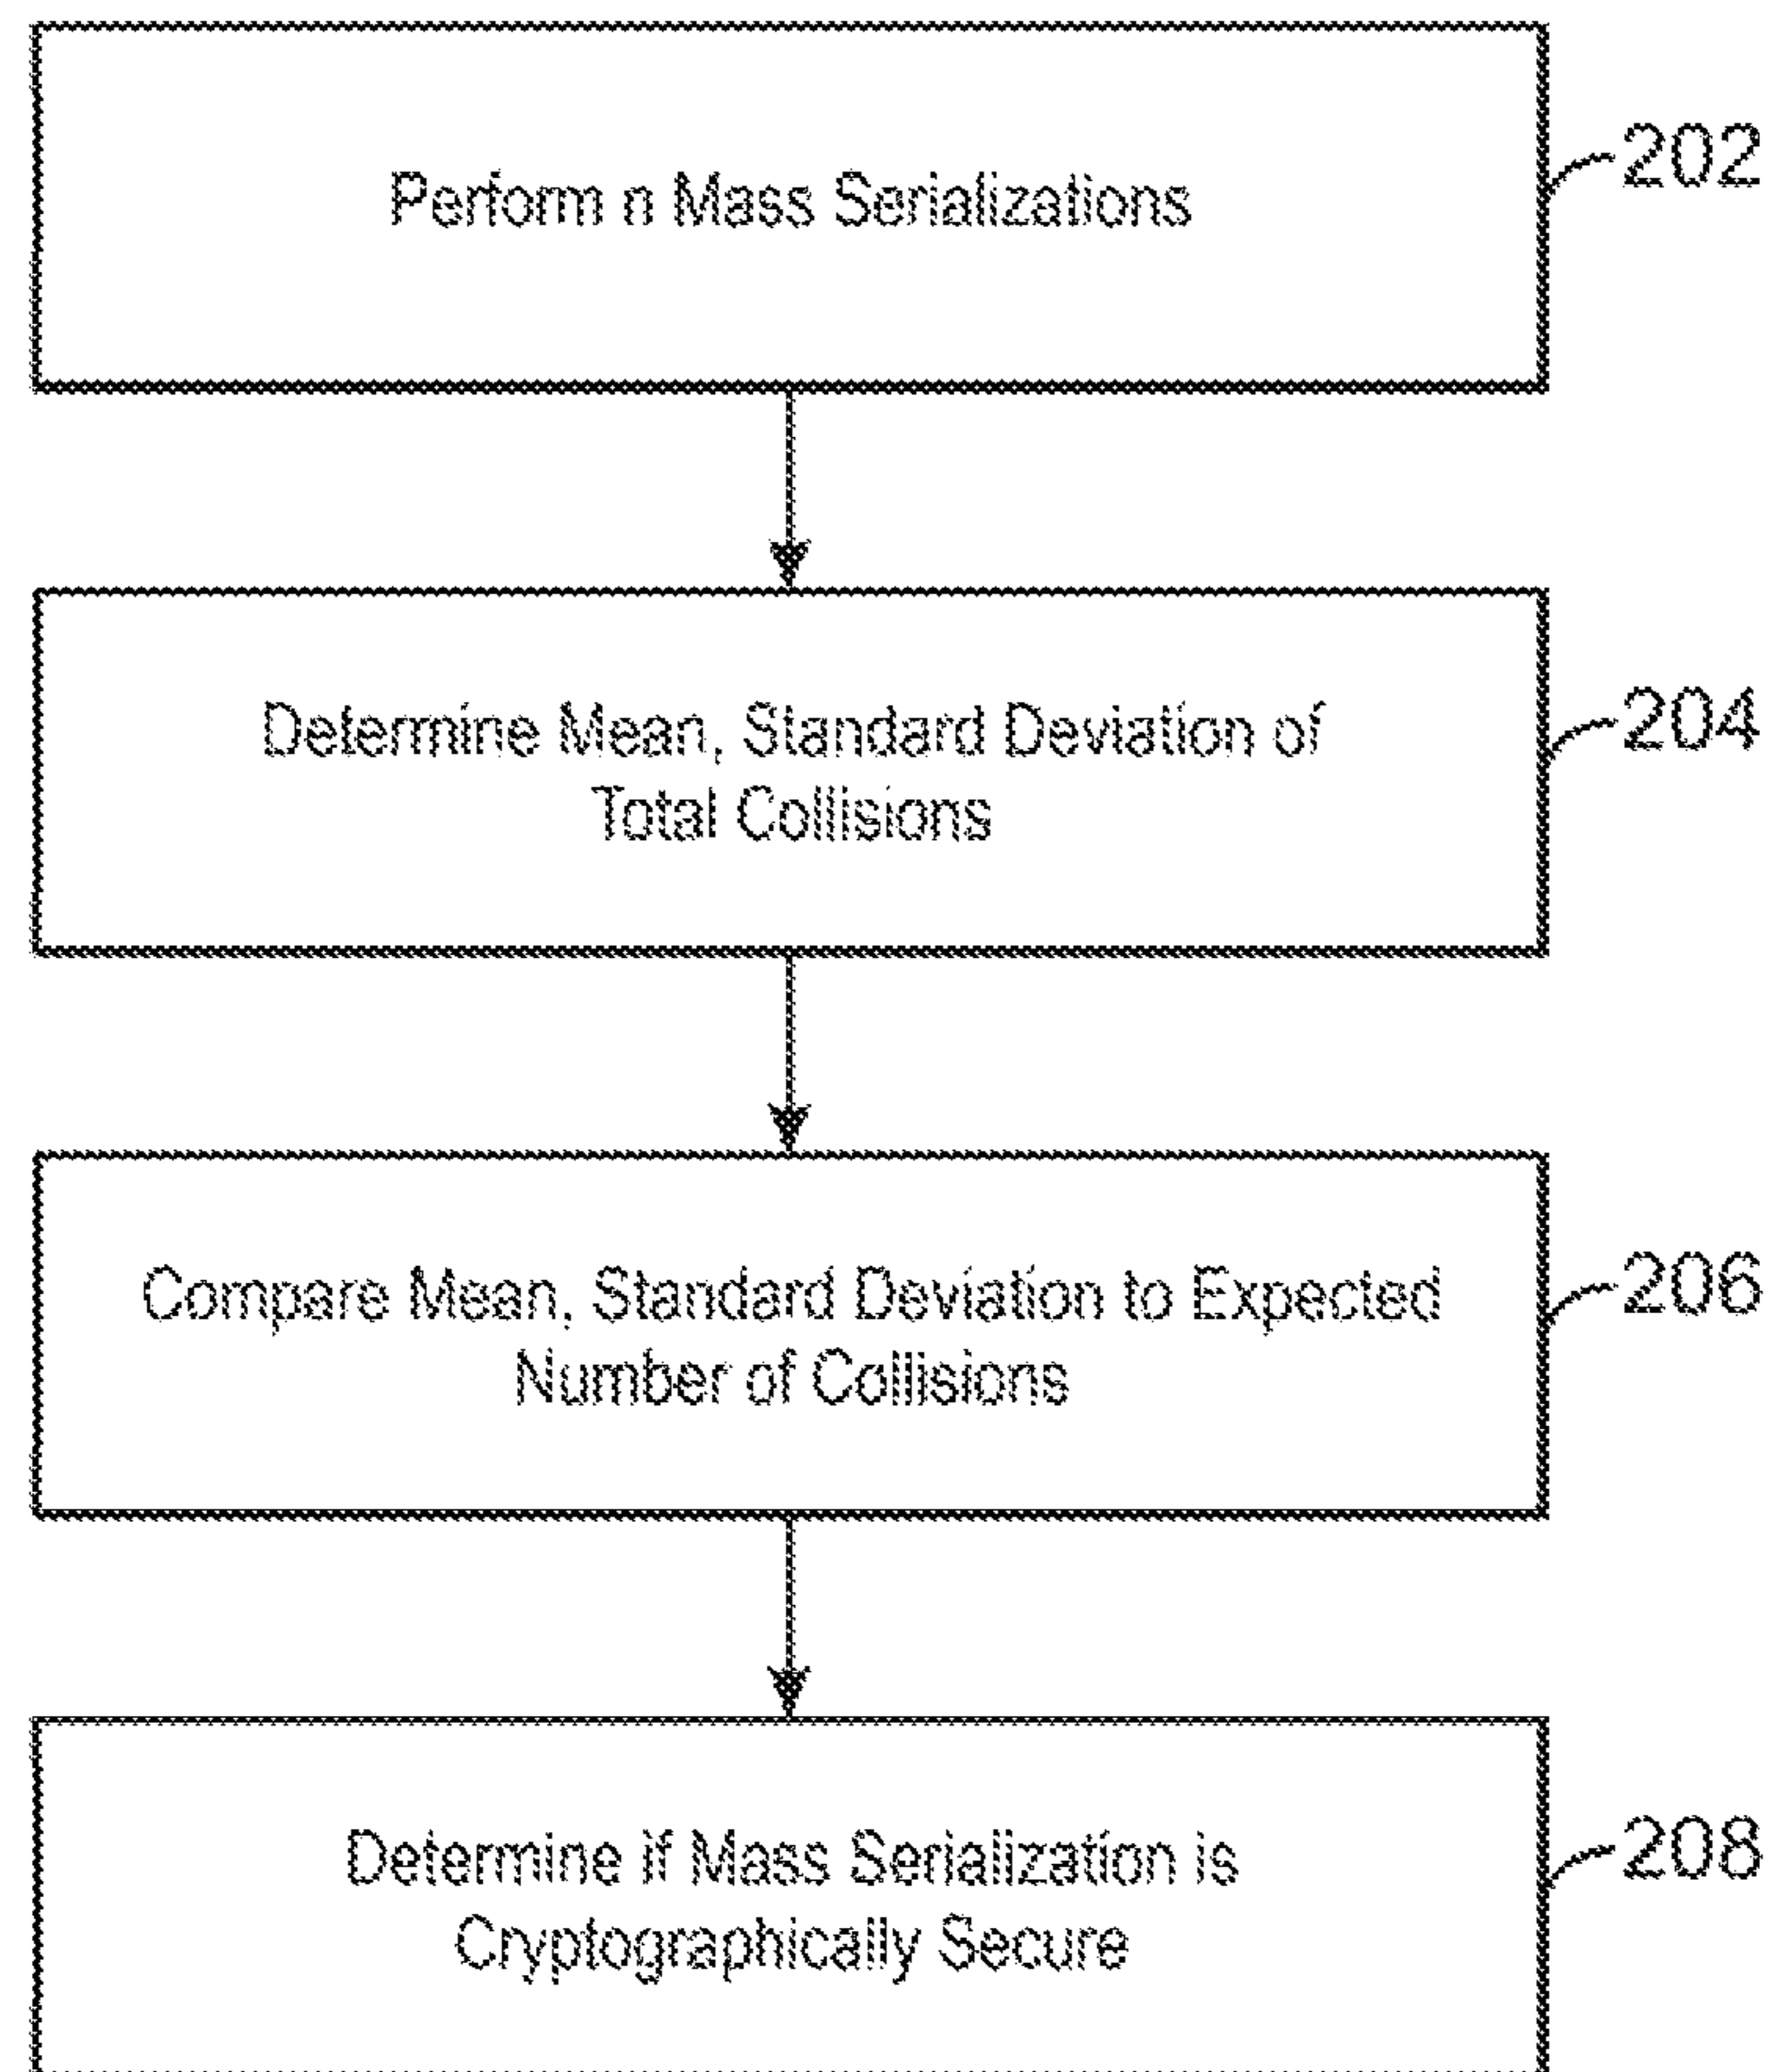 Perform n Mass Serializations
202
Determine Mean, Standard Deviation of
Total Collisions
204
Compare Mean, Standard Deviation to Expected
Number of Collisions
206
Determine if Mass Serialization is
Cryptographically Secure
208